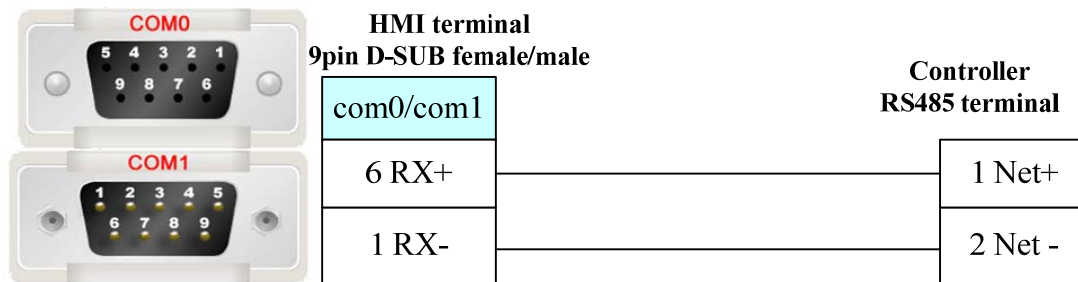 COM0
5 4 3 2 1
9 8 7 6
COM1
1 2 3 4 5
6 7 8 9
HMI terminal
9pin D-SUB female/male
com0/com1
6 RX+
1 RX-
Controller
RS485 terminal
1 Net+
2 Net -